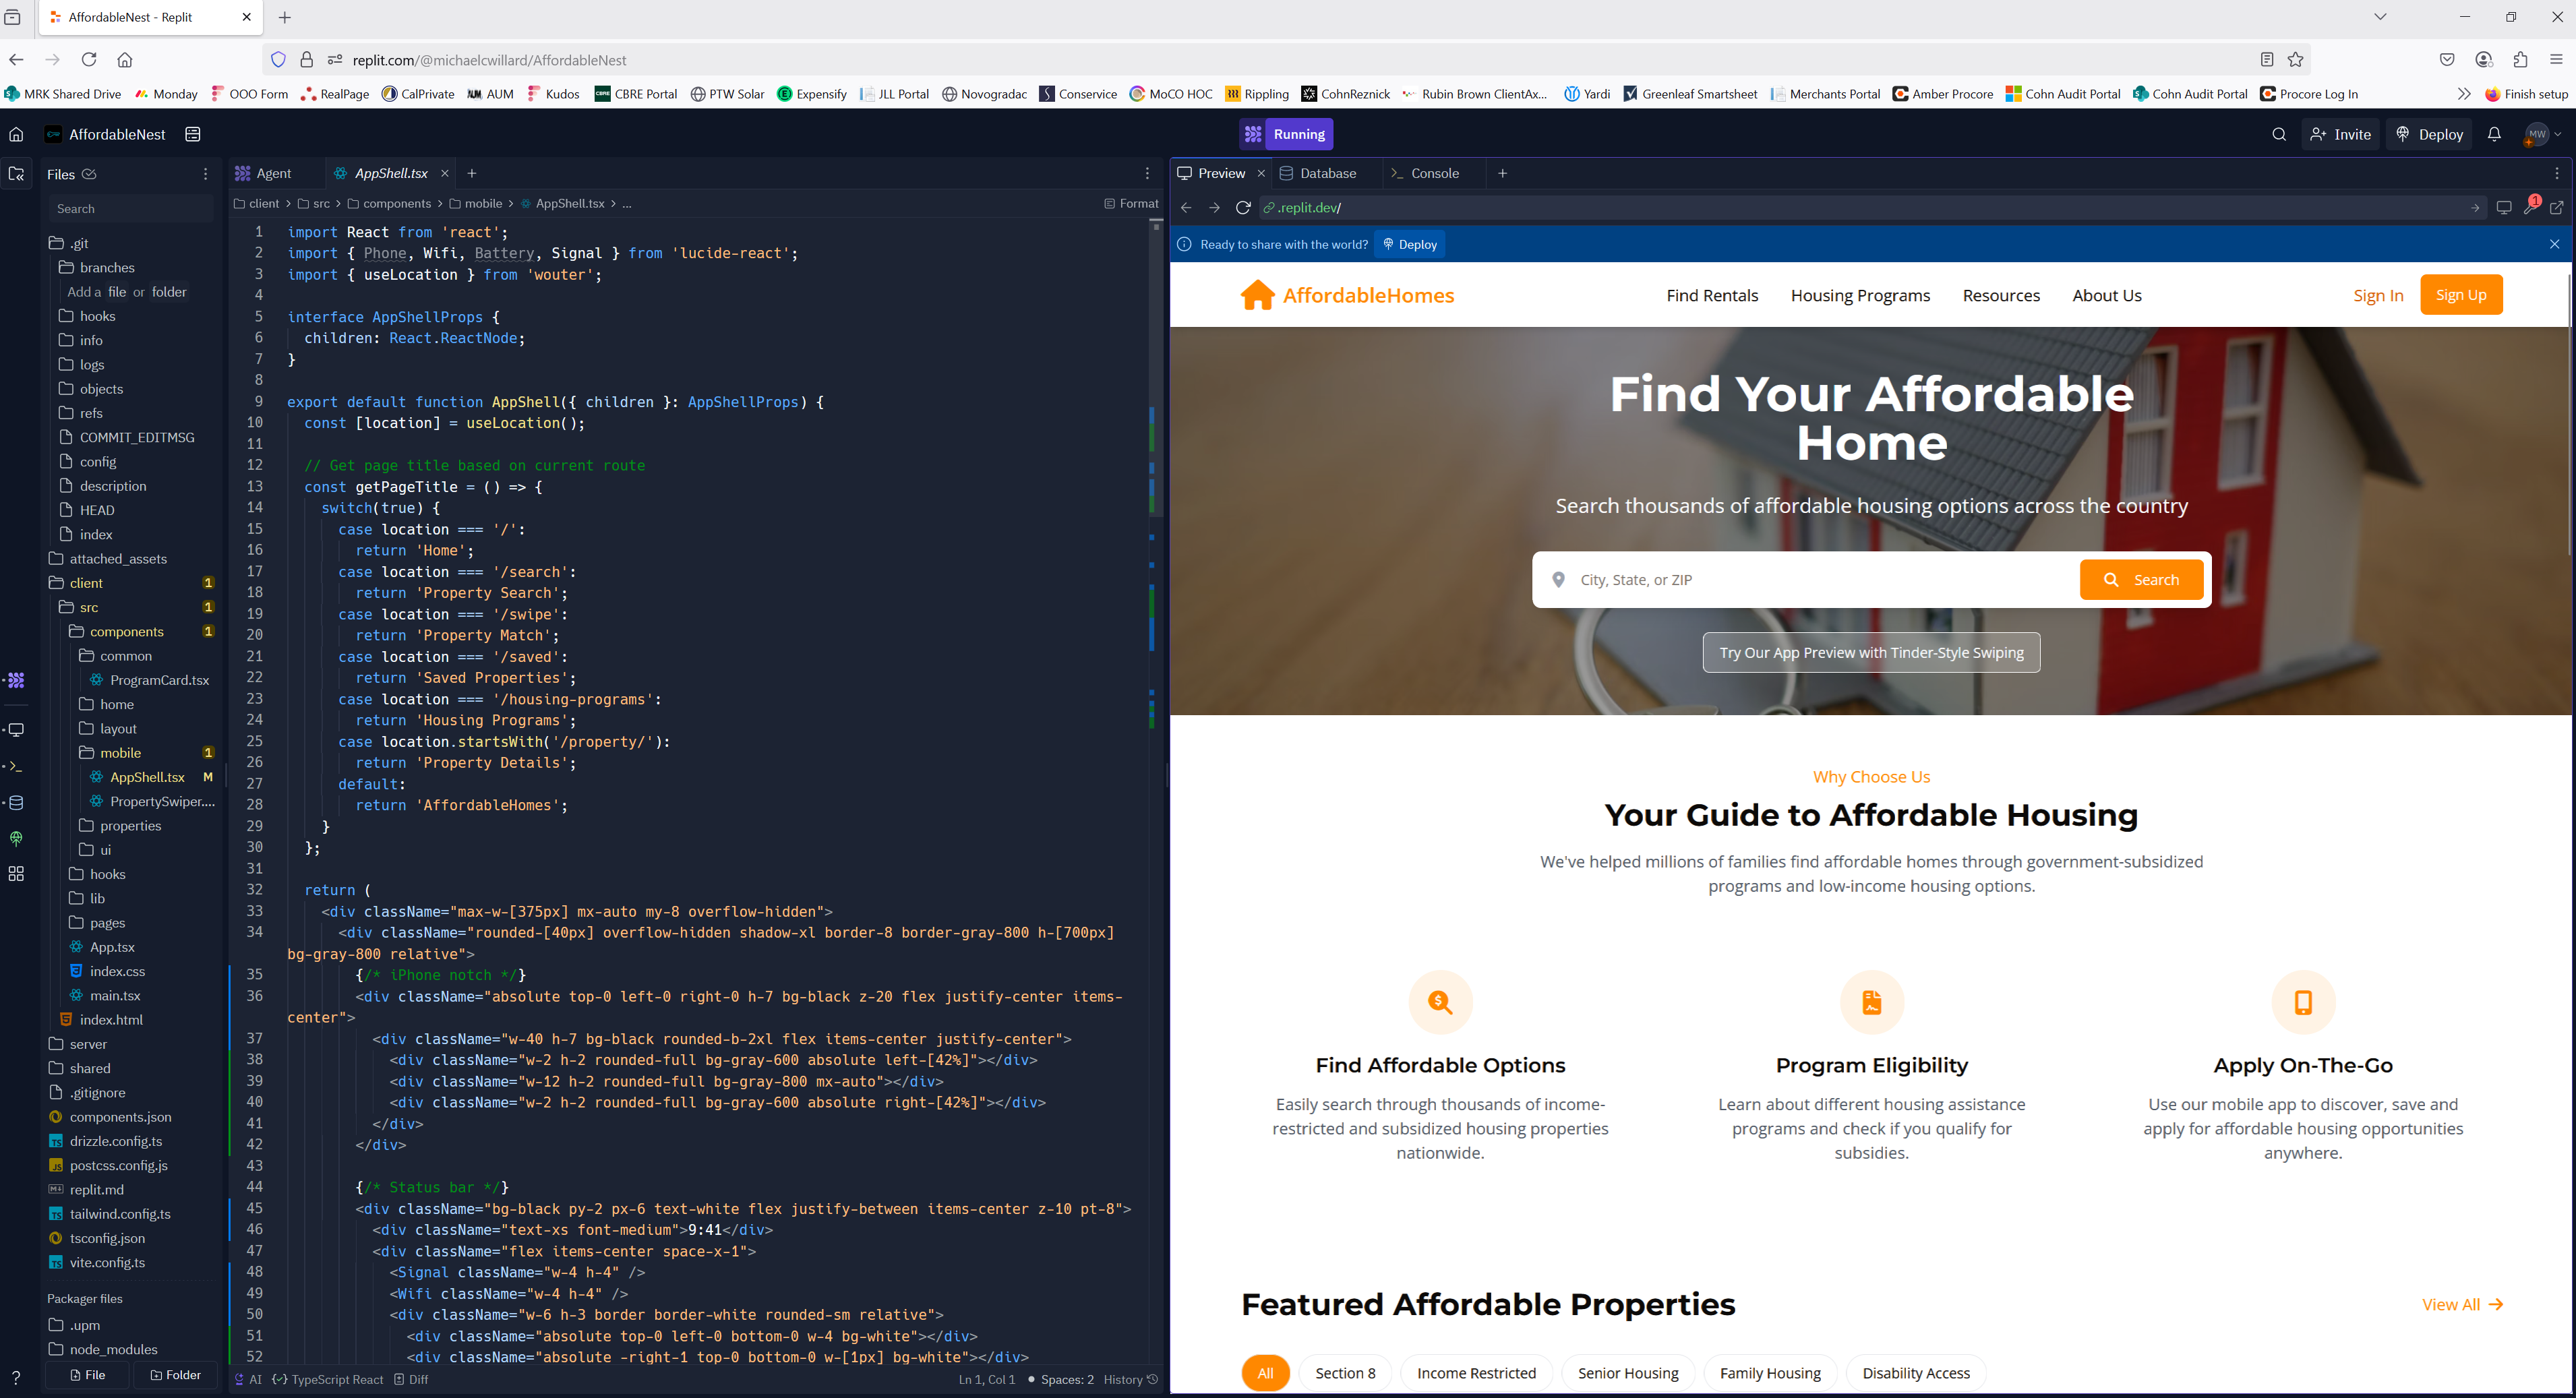 AffordableNest - Replit
replit.com/@michaelcwillard/AffordableNest
MRK Shared Drive Monday OOO Form RealPage CalPrivate AUM Kudos CBRE Portal PTW Solar Expensify JLL Portal Novogradac Conservice MoCO HOC Rippling CohnReznick Rubin Brown ClientAx... Yardi Greenleaf Smartsheet Merchants Portal Amber Procore Cohn Audit Portal Cohn Audit Portal Procore Log In Finish setup
AffordableNest
Running
Invite
Deploy
MW
Files
Search
.git
branches
Add a file or folder
hooks
info
logs
objects
refs
COMMIT_EDITMSG
config
description
HEAD
index
attached_assets
client 1
src 1
components 1
common
ProgramCard.tsx
home
layout
mobile 1
AppShell.tsx M
PropertySwiper....
properties
ui
hooks
lib
pages
App.tsx
index.css
main.tsx
index.html
server
shared
.gitignore
components.json
drizzle.config.ts
postcss.config.js
replit.md
tailwind.config.ts
tsconfig.json
vite.config.ts
Packager files
.upm
node_modules
File Folder
Agent AppShell.tsx
client > src > components > mobile > AppShell.tsx > ... Format
1 import React from 'react';
2 import { Phone, Wifi, Battery, Signal } from 'lucide-react';
3 import { useLocation } from 'wouter';
4
5 interface AppShellProps {
6 children: React.ReactNode;
7 }
8
9 export default function AppShell({ children }: AppShellProps) {
10 const [location] = useLocation();
11
12 // Get page title based on current route
13 const getPageTitle = () => {
14 switch(true) {
15 case location === '/':
16 return 'Home';
17 case location === '/search':
18 return 'Property Search';
19 case location === '/swipe':
20 return 'Property Match';
21 case location === '/saved':
22 return 'Saved Properties';
23 case location === '/housing-programs':
24 return 'Housing Programs';
25 case location.startsWith('/property/'):
26 return 'Property Details';
27 default:
28 return 'AffordableHomes';
29 }
30 };
31
32 return (
33 <div className="max-w-[375px] mx-auto my-8 overflow-hidden">
34 <div className="rounded-[40px] overflow-hidden shadow-xl border-8 border-gray-800 h-[700px]
bg-gray-800 relative">
35 {/* iPhone notch */}
36 <div className="absolute top-0 left-0 right-0 h-7 bg-black z-20 flex justify-center items-
center">
37 <div className="w-40 h-7 bg-black rounded-b-2xl flex items-center justify-center">
38 <div className="w-2 h-2 rounded-full bg-gray-600 absolute left-[42%]"></div>
39 <div className="w-12 h-2 rounded-full bg-gray-800 mx-auto"></div>
40 <div className="w-2 h-2 rounded-full bg-gray-600 absolute right-[42%]"></div>
41 </div>
42 </div>
43
44 {/* Status bar */}
45 <div className="bg-black py-2 px-6 text-white flex justify-between items-center z-10 pt-8">
46 <div className="text-xs font-medium">9:41</div>
47 <div className="flex items-center space-x-1">
48 <Signal className="w-4 h-4" />
49 <Wifi className="w-4 h-4" />
50 <div className="w-6 h-3 border border-white rounded-sm relative">
51 <div className="absolute top-0 left-0 bottom-0 w-4 bg-white"></div>
52 <div className="absolute -right-1 top-0 bottom-0 w-[1px] bg-white"></div>
AI TypeScript React Diff Ln 1, Col 1 Spaces: 2 History
Preview Database Console
.replit.dev/
1
Ready to share with the world? Deploy
AffordableHomes Find Rentals Housing Programs Resources About Us Sign In Sign Up
Find Your Affordable
Home
Search thousands of affordable housing options across the country
City, State, or ZIP Search
Try Our App Preview with Tinder-Style Swiping
Why Choose Us
Your Guide to Affordable Housing
We've helped millions of families find affordable homes through government-subsidized
programs and low-income housing options.
Find Affordable Options
Easily search through thousands of income-
restricted and subsidized housing properties
nationwide.
Program Eligibility
Learn about different housing assistance
programs and check if you qualify for
subsidies.
Apply On-The-Go
Use our mobile app to discover, save and
apply for affordable housing opportunities
anywhere.
Featured Affordable Properties
View All
All Section 8 Income Restricted Senior Housing Family Housing Disability Access